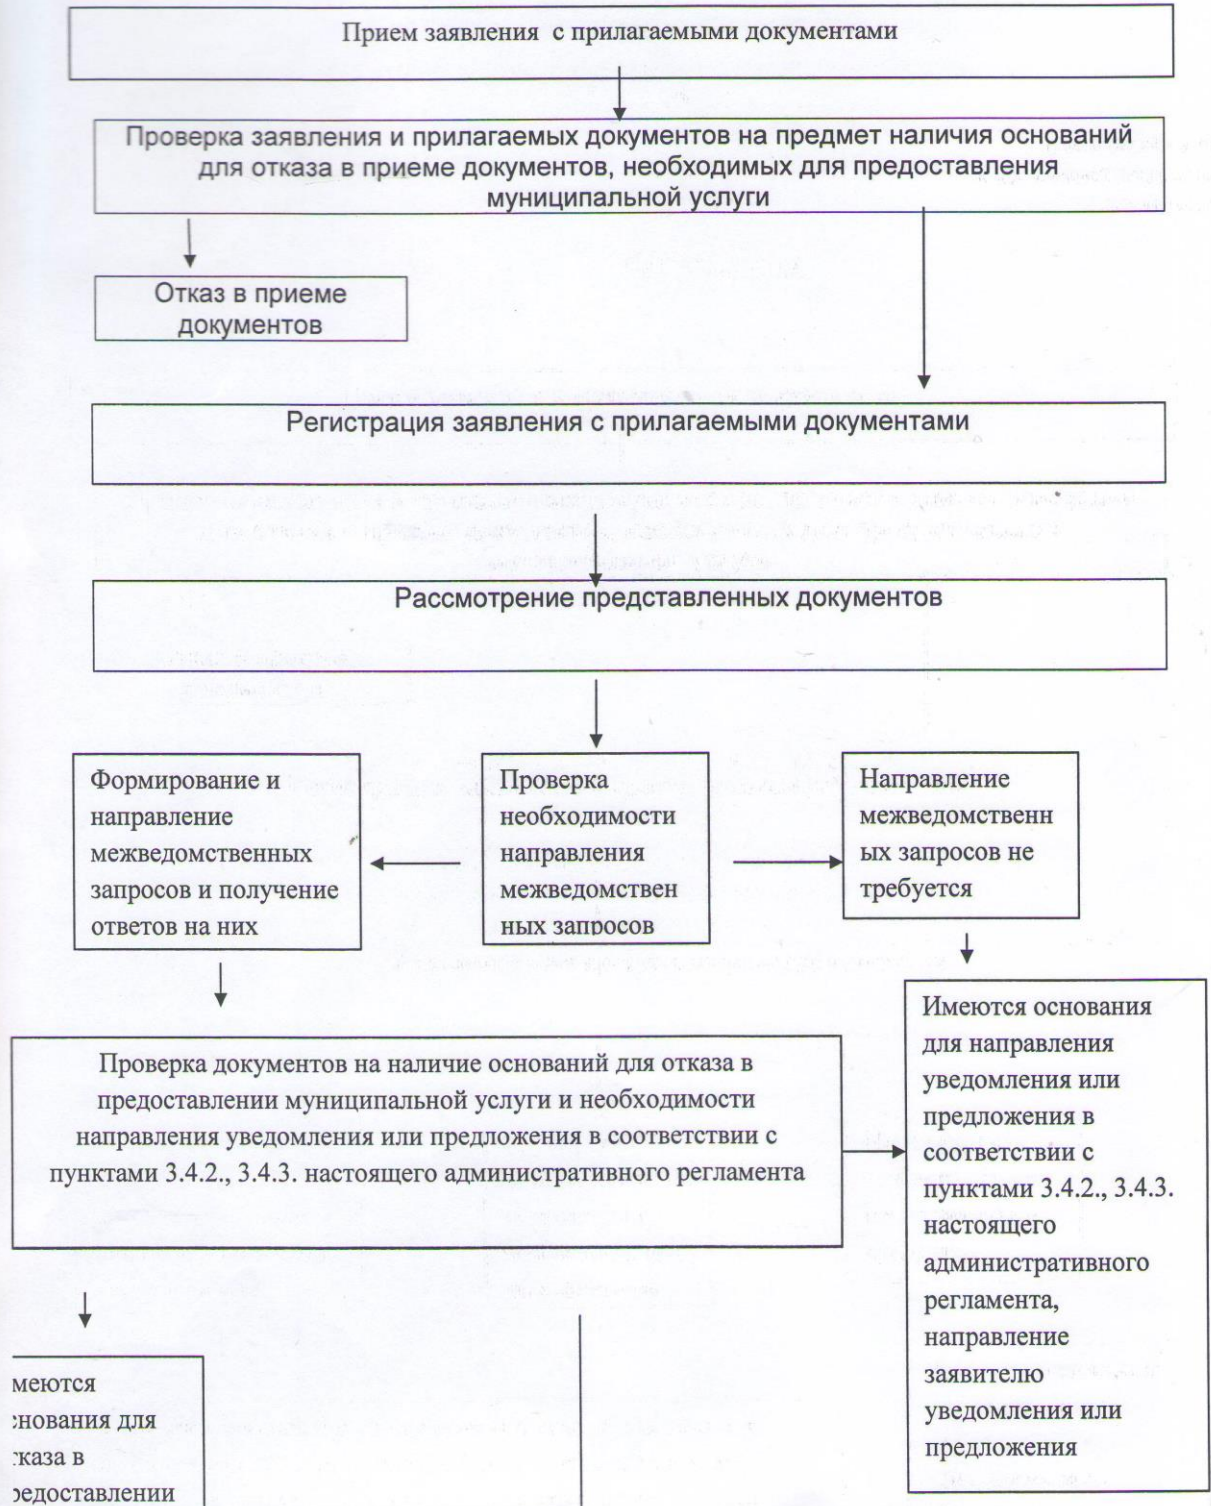 Прием заявления с прилагаемыми документами
Проверка заявления и прилагаемых документов на предмет наличия оснований
для отказа в приеме документов, необходимых для предоставления
муниципальной услуги
Отказ в приеме
документов
Регистрация заявления с прилагаемыми документами
Рассмотрение представленных документов
Формирование и
направление
межведомственных
запросов и получение
ответов на них
Проверка
необходимости
направления
межведомствен
ных запросов
Направление
межведомственн
ых запросов не
требуется
Проверка документов на наличие оснований для отказа в
предоставлении муниципальной услуги и необходимости
направления уведомления или предложения в соответствии с
пунктами 3.4.2., 3.4.3. настоящего административного регламента
Имеются основания
для направления
уведомления или
предложения в
соответствии с
пунктами 3.4.2., 3.4.3.
настоящего
административного
регламента,
направление
заявителю
уведомления или
предложения
меются
нования для
каза в
редоставлении